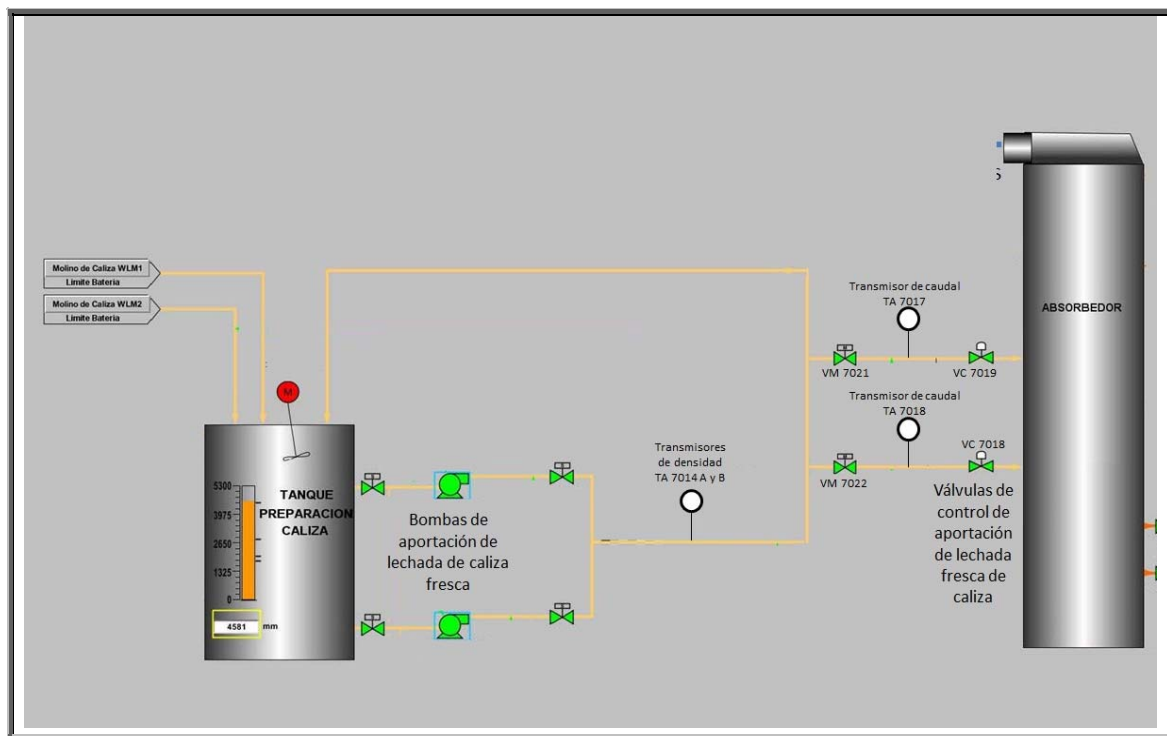 Molino de Caliza WLM1
Limite Bateria
Molino de Caliza WLM2
Limite Bateria
M
TANQUE
PREPARACION
CALIZA
5300
3975
2650
1325
0
4581 mm
Bombas de
aportación de
lechada de caliza
fresca
Transmisores
de densidad
TA 7014 A y B
Transmisor de caudal
TA 7017
VM 7021
VC 7019
Transmisor de caudal
TA 7018
VM 7022
VC 7018
Válvulas de
control de
aportación
de lechada
fresca de
caliza
S
ABSORBEDOR